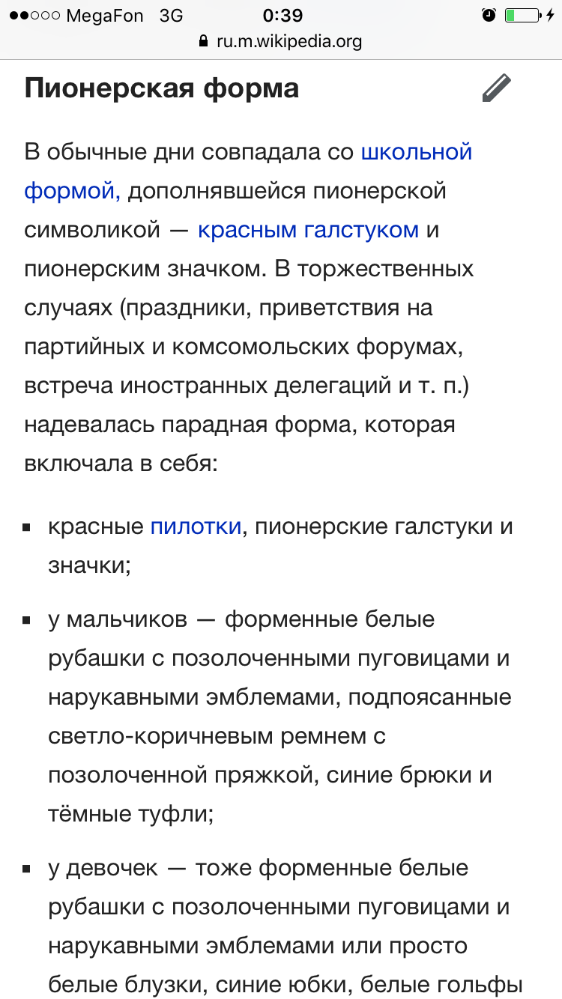 MegaFon 3G 0:39
ru.m.wikipedia.org
Пионерская форма
В обычные дни совпадала со школьной
формой, дополнявшейся пионерской
символикой — красным галстуком и
пионерским значком. В торжественных
случаях (праздники, приветствия на
партийных и комсомольских форумах,
встреча иностранных делегаций и т. п.)
надевалась парадная форма, которая
включала в себя:
▪ красные пилотки, пионерские галстуки и
значки;
▪ у мальчиков — форменные белые
рубашки с позолоченными пуговицами и
нарукавными эмблемами, подпоясанные
светло-коричневым ремнем с
позолоченной пряжкой, синие брюки и
тёмные туфли;
▪ у девочек — тоже форменные белые
рубашки с позолоченными пуговицами и
нарукавными эмблемами или просто
белые блузки, синие юбки, белые гольфы